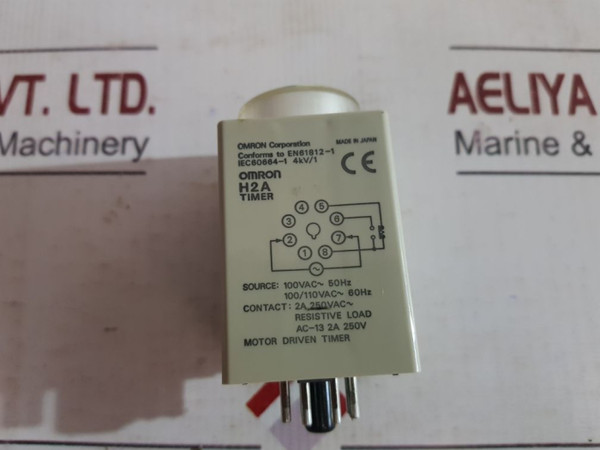 VT. LTD.
Machinery
AELIYA
Marine &
OMRON Corporation
MADE IN JAPAN
Conforms to EN61812-1
IEC60664-1 4kV/1
CE
OMRON
H2A
TIMER
4 5
3 6
2 7
1 8
SOURCE: 100VAC~ 50Hz
100/110VAC~ 60Hz
CONTACT: 2A 250VAC~
RESISTIVE LOAD
AC-13 2A 250V
MOTOR DRIVEN TIMER